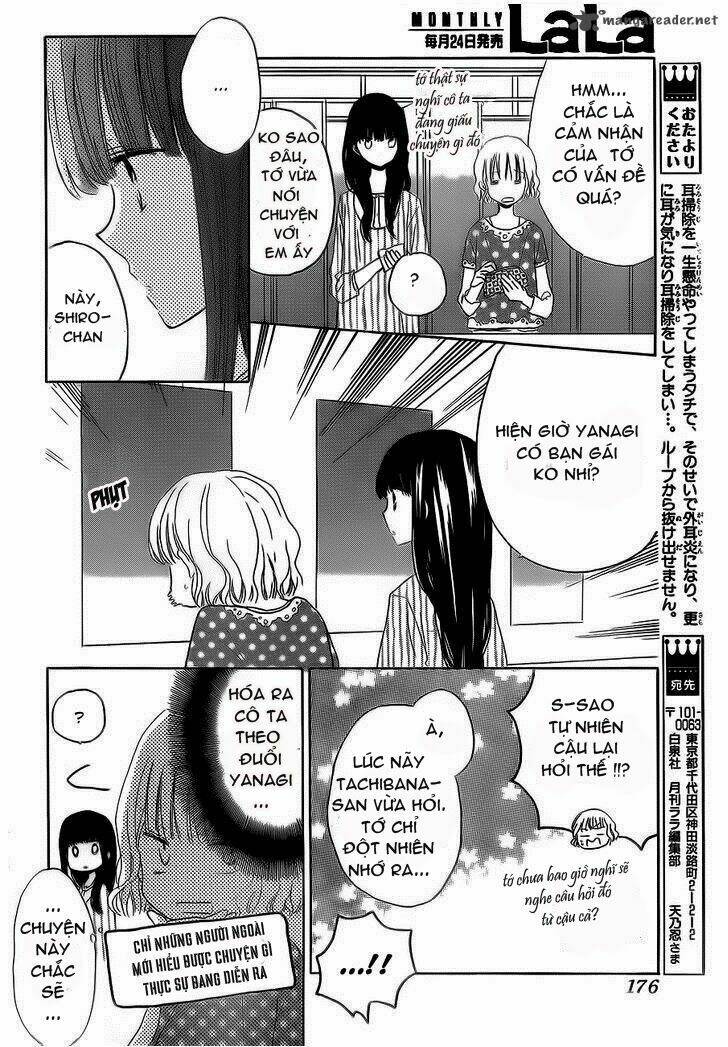 MONTHLY
毎月24日発売
LaLa
mangareader.net
HMM...
CHẮC LÀ
CẢM NHẬN
CỦA TỚ
CÓ VẤN ĐỀ
QUÁ?
tớ thật sự
nghĩ cô ta
đang giấu
chuyện gì đó
KO SAO
ĐÂU,
TỚ VỪA
NÓI
CHUYỆN
VỚI
EM ẤY
?
...
NÀY,
SHIRO-
CHAN
HIỆN GIỜ YANAGI
CÓ BẠN GÁI
KO NHỈ?
PHỤT
S-SAO
TỰ NHIÊN
CẬU LẠI
HỎI THẾ !!?
tớ chưa bao giờ nghĩ sẽ
nghe câu hỏi đó
từ cậu cả?
À,
LÚC NÃY
TACHIBANA-
SAN VỪA HỎI.
TỚ CHỈ
ĐỘT NHIÊN
NHỚ RA...
...!!
HÓA RA
CÔ TA
THEO
ĐUỔI
YANAGI
...
?
...
CHUYỆN
NÀY
CHẮC
SẼ
...
CHỈ NHỮNG NGƯỜI NGOÀI
MỚI HIỂU ĐƯỢC CHUYỆN GÌ
THỰC SỰ ĐANG DIỄN RA
176
おたより
ください
耳掃除を一生懸命やってしまうタチで、そのせいで外耳炎になり、更
に耳が気になり耳掃除をしてしまい…。ループから抜け出せません。
宛先
〒101-
0063
東京都千代田区神田淡路町2-2-2
白泉社 月刊ララ編集部 天乃忍さま